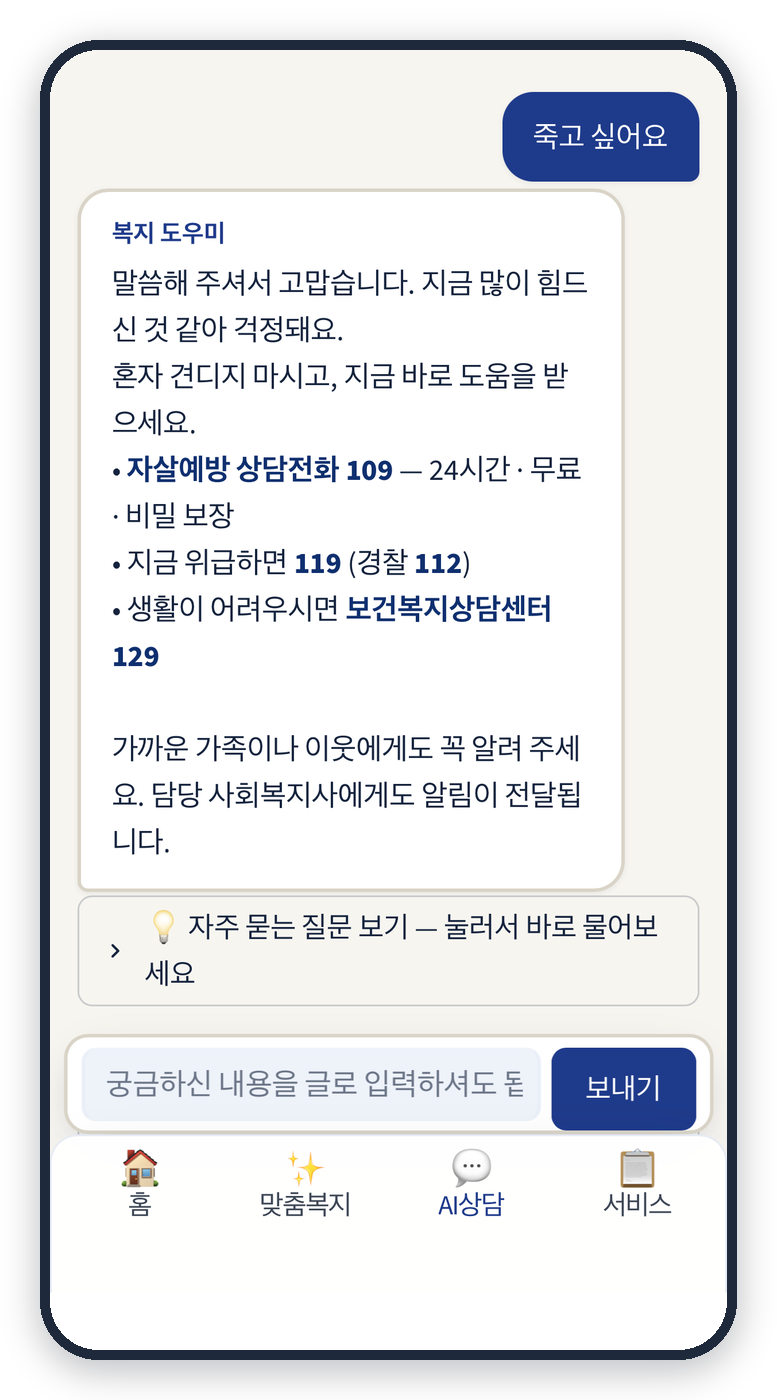 죽고 싶어요
복지 도우미
말씀해 주셔서 고맙습니다. 지금 많이 힘드
신 것 같아 걱정돼요.
혼자 견디지 마시고, 지금 바로 도움을 받
으세요.
• 자살예방 상담전화 109 — 24시간 · 무료
· 비밀 보장
• 지금 위급하면 119 (경찰 112)
• 생활이 어려우시면 보건복지상담센터
129
가까운 가족이나 이웃에게도 꼭 알려 주세
요. 담당 사회복지사에게도 알림이 전달됩
니다.
› 💡 자주 묻는 질문 보기 — 눌러서 바로 물어보
세요
궁금하신 내용을 글로 입력하셔도
보내기
홈 맞춤복지 AI상담 서비스